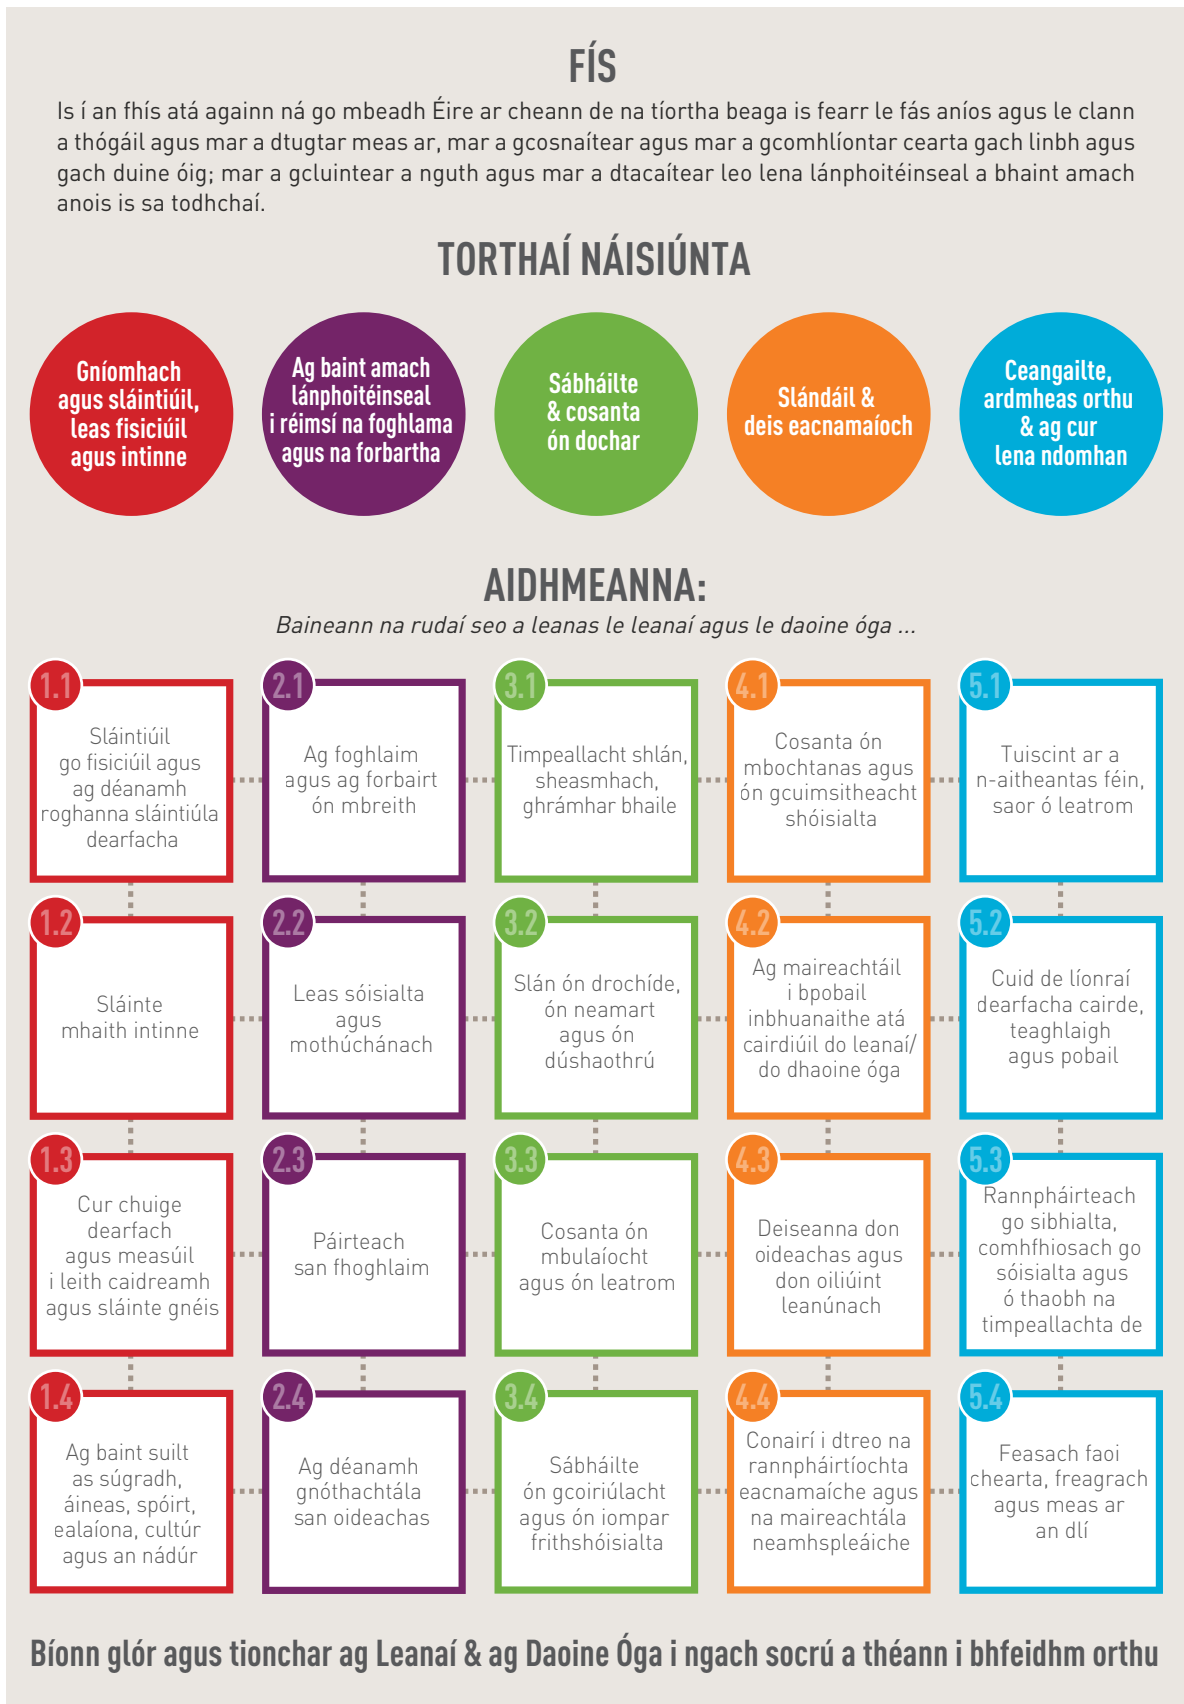 FÍS
Is í an fhís atá againn ná go mbeadh Éire ar cheann de na tíortha beaga is fearr le fás aníos agus le clann
a thógáil agus mar a dtugtar meas ar, mar a gcosnaítear agus mar a gcomhlíontar cearta gach linbh agus
gach duine óig; mar a gcluintear a nguth agus mar a dtacaítear leo lena lánphoitéinseal a bhaint amach
anois is sa todhchaí.
TORTHAÍ NÁISIÚNTA
Gníomhach
agus sláintiúil,
leas fisiciúil
agus intinne
Ag baint amach
lánphoitéinseal
i réimsí na foghlama
agus na forbartha
Sábháilte
& cosanta
ón dochar
Slándáil &
deis eacnamaíoch
Ceangailte,
ardmheas orthu
& ag cur
lena ndomhan
AIDHMEANNA:
Baineann na rudaí seo a leanas le leanaí agus le daoine óga ...
1.1
Sláintiúil
go fisiciúil agus
ag déanamh
roghanna sláintiúla
dearfacha
2.1
Ag foghlaim
agus ag forbairt
ón mbreith
3.1
Timpeallacht shlán,
sheasmhach,
ghrámhar bhaile
4.1
Cosanta ón
mbochtanas agus
ón gcuimsitheacht
shóisialta
5.1
Tuiscint ar a
n-aitheantas féin,
saor ó leatrom
1.2
Sláinte
mhaith intinne
2.2
Leas sóisialta
agus
mothúchánach
3.2
Slán ón drochíde,
ón neamart
agus ón
dúshaothrú
4.2
Ag maireachtáil
i bpobail
inbhuanaithe atá
cairdiúil do leanaí/
do dhaoine óga
5.2
Cuid de líonraí
dearfacha cairde,
teaghlaigh
agus pobail
1.3
Cur chuige
dearfach
agus measúil
i leith caidreamh
agus sláinte gnéis
2.3
Páirteach
san fhoghlaim
3.3
Cosanta ón
mbulaíocht
agus ón leatrom
4.3
Deiseanna don
oideachas agus
don oiliúint
leanúnach
5.3
Rannpháirteach
go sibhialta,
comhfhiosach go
sóisialta agus
ó thaobh na
timpeallachta de
1.4
Ag baint suilt
as súgradh,
áineas, spóirt,
ealaíona, cultúr
agus an nádúr
2.4
Ag déanamh
gnóthachtála
san oideachas
3.4
Sábháilte
ón gcoiriúlacht
agus ón iompar
frithshóisialta
4.4
Conairí i dtreo na
rannpháirtíochta
eacnamaíche agus
na maireachtála
neamhspleáiche
5.4
Feasach faoi
chearta, freagrach
agus meas ar
an dlí
Bíonn glór agus tionchar ag Leanaí & ag Daoine Óga i ngach socrú a théann i bhfeidhm orthu